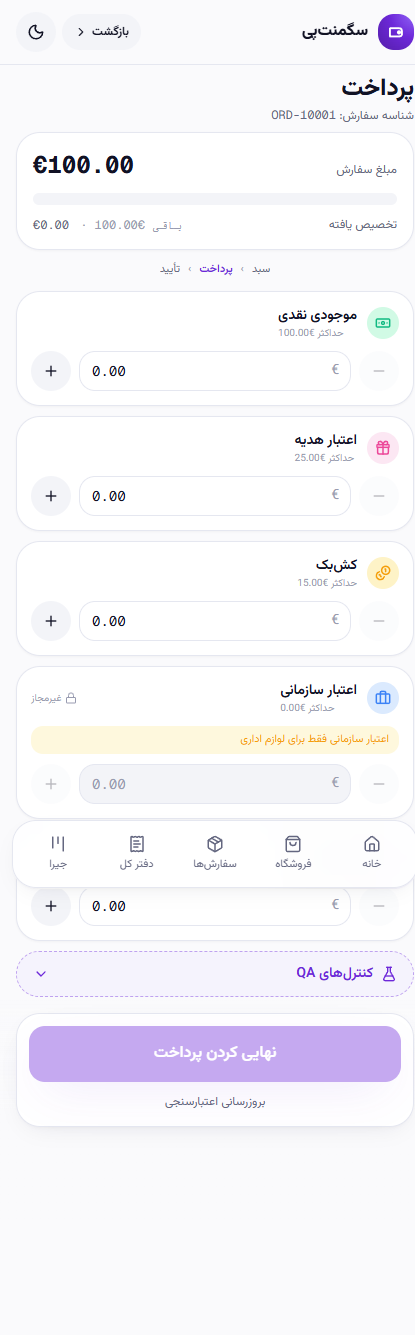 سگمنت‌پی
بازگشت
پرداخت
شناسه سفارش: ORD-10001
مبلغ سفارش
€100.00
تخصیص یافته
€0.00 · باقی €100.00
سبد › پرداخت › تأیید
موجودی نقدی
حداکثر €100.00
€
0.00
اعتبار هدیه
حداکثر €25.00
€
0.00
کش‌بک
حداکثر €15.00
€
0.00
اعتبار سازمانی
غیرمجاز
حداکثر €0.00
اعتبار سازمانی فقط برای لوازم اداری
€
0.00
خانه
فروشگاه
سفارش‌ها
دفتر کل
جیرا
€
0.00
کنترل‌های QA
نهایی کردن پرداخت
بروزرسانی اعتبارسنجی